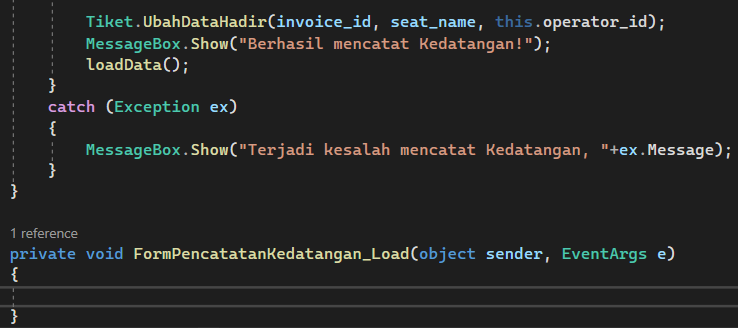 Tiket.UbahDataHadir(invoice_id, seat_name, this.operator_id);
MessageBox.Show("Berhasil mencatat Kedatangan!");
loadData();
}
catch (Exception ex)
{
MessageBox.Show("Terjadi kesalah mencatat Kedatangan, "+ex.Message);
}
}
1 reference
private void FormPencatatanKedatangan_Load(object sender, EventArgs e)
{
}